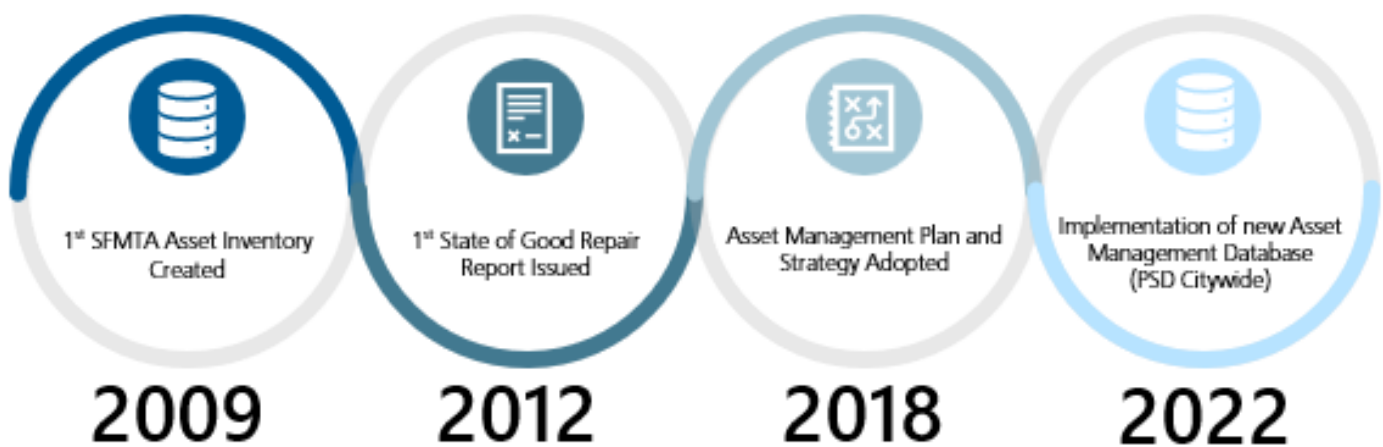 1st SFMTA Asset Inventory
Created
2009
1st State of Good Repair
Report Issued
2012
Asset Management Plan and
Strategy Adopted
2018
Implementation of new Asset
Management Database
(PSD Citywide)
2022